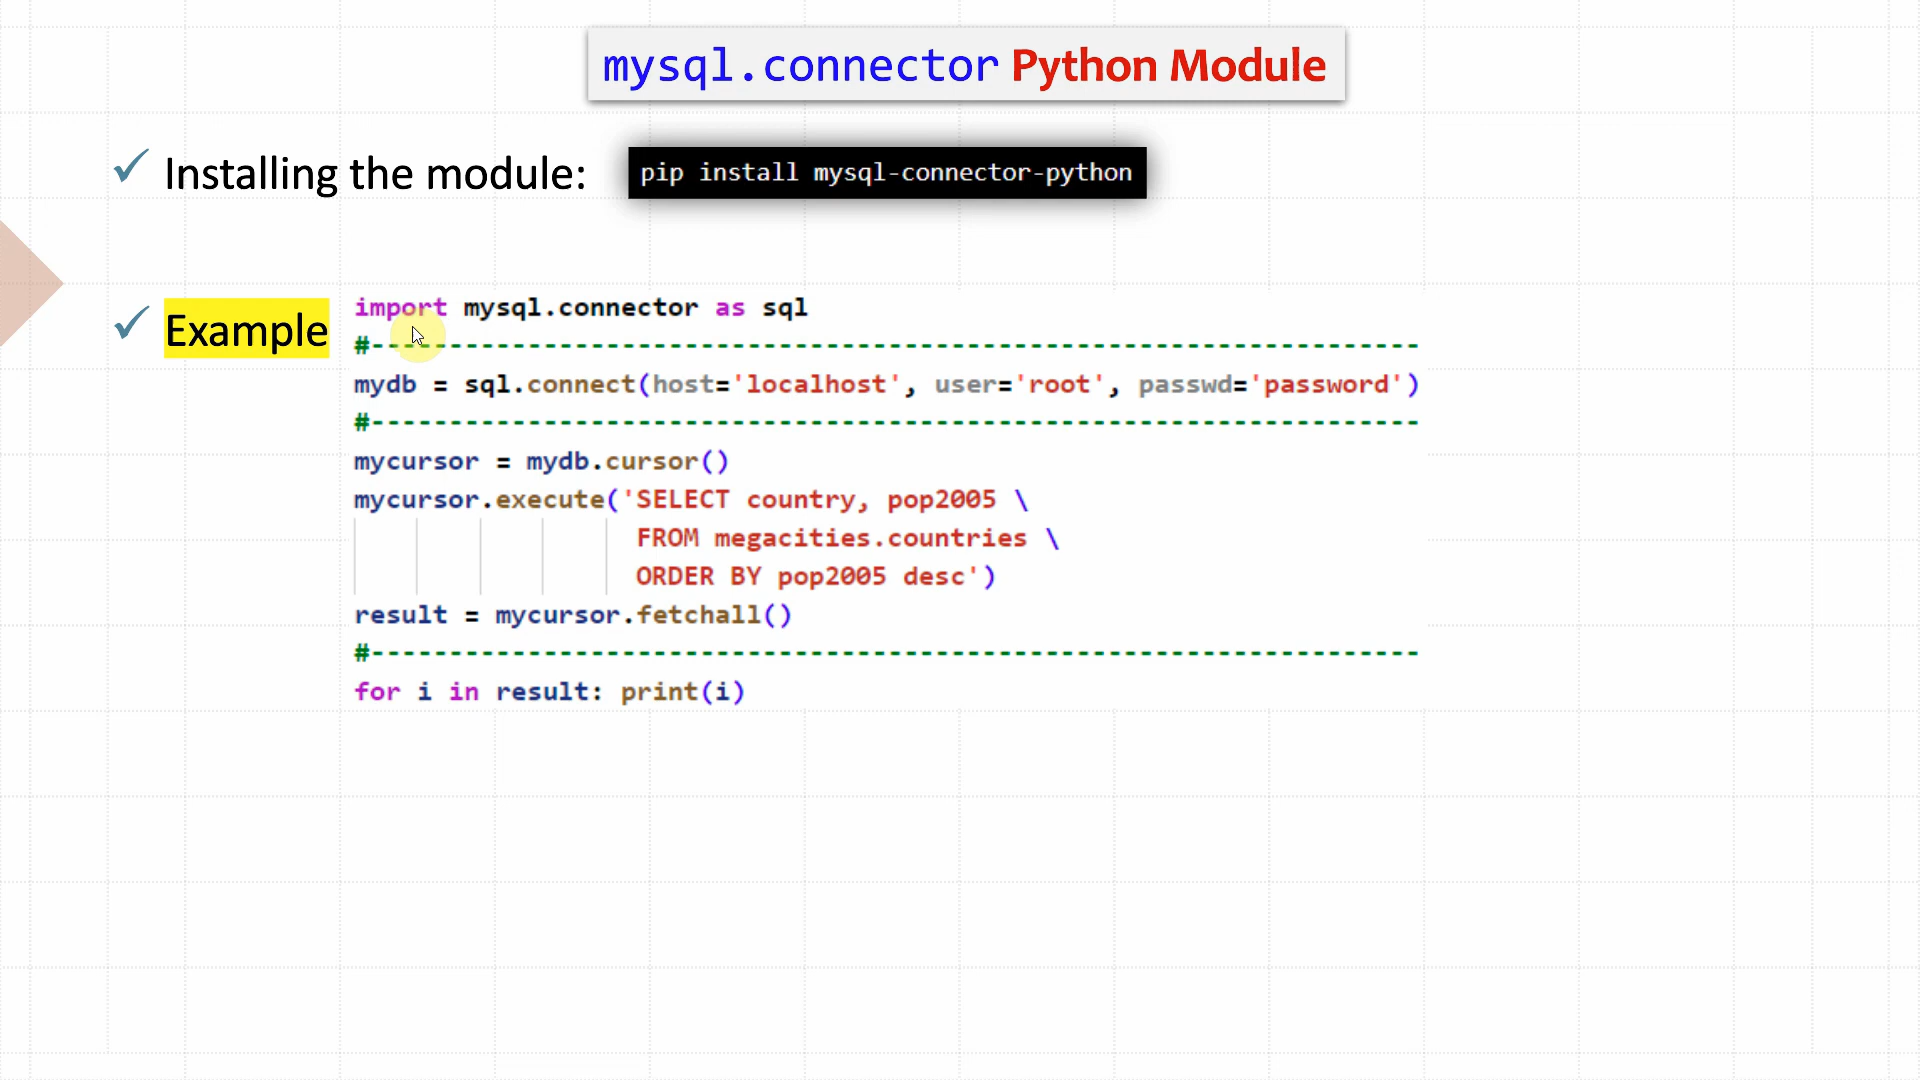 mysql.connector Python Module
✓ Installing the module: pip install mysql-connector-python
✓ Example
import mysql.connector as sql
#-------------------------------------------------------------------
mydb = sql.connect(host='localhost', user='root', passwd='password')
#-------------------------------------------------------------------
mycursor = mydb.cursor()
mycursor.execute('SELECT country, pop2005 \
FROM megacities.countries \
ORDER BY pop2005 desc')
result = mycursor.fetchall()
#-------------------------------------------------------------------
for i in result: print(i)